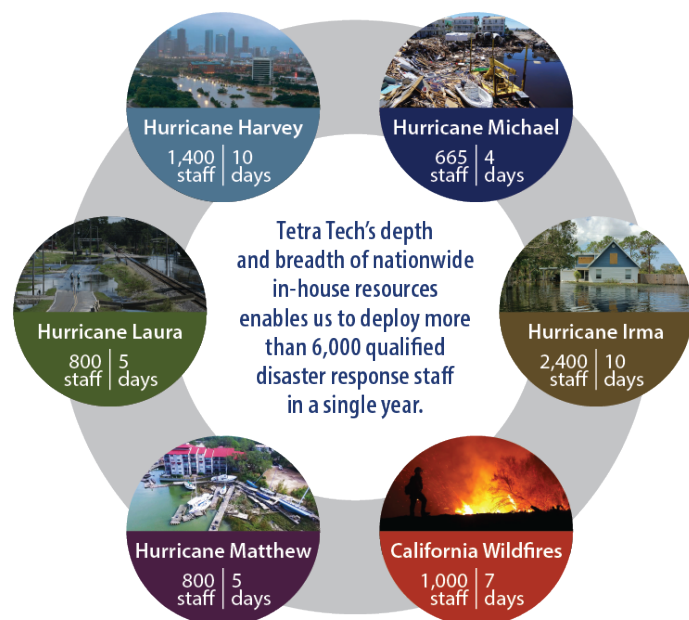 Hurricane Harvey
1,400 | 10
staff | days
Hurricane Michael
665 | 4
staff | days
Tetra Tech’s depth
and breadth of nationwide
in-house resources
enables us to deploy more
than 6,000 qualified
disaster response staff
in a single year.
Hurricane Laura
800 | 5
staff | days
Hurricane Irma
2,400 | 10
staff | days
Hurricane Matthew
800 | 5
staff | days
California Wildfires
1,000 | 7
staff | days